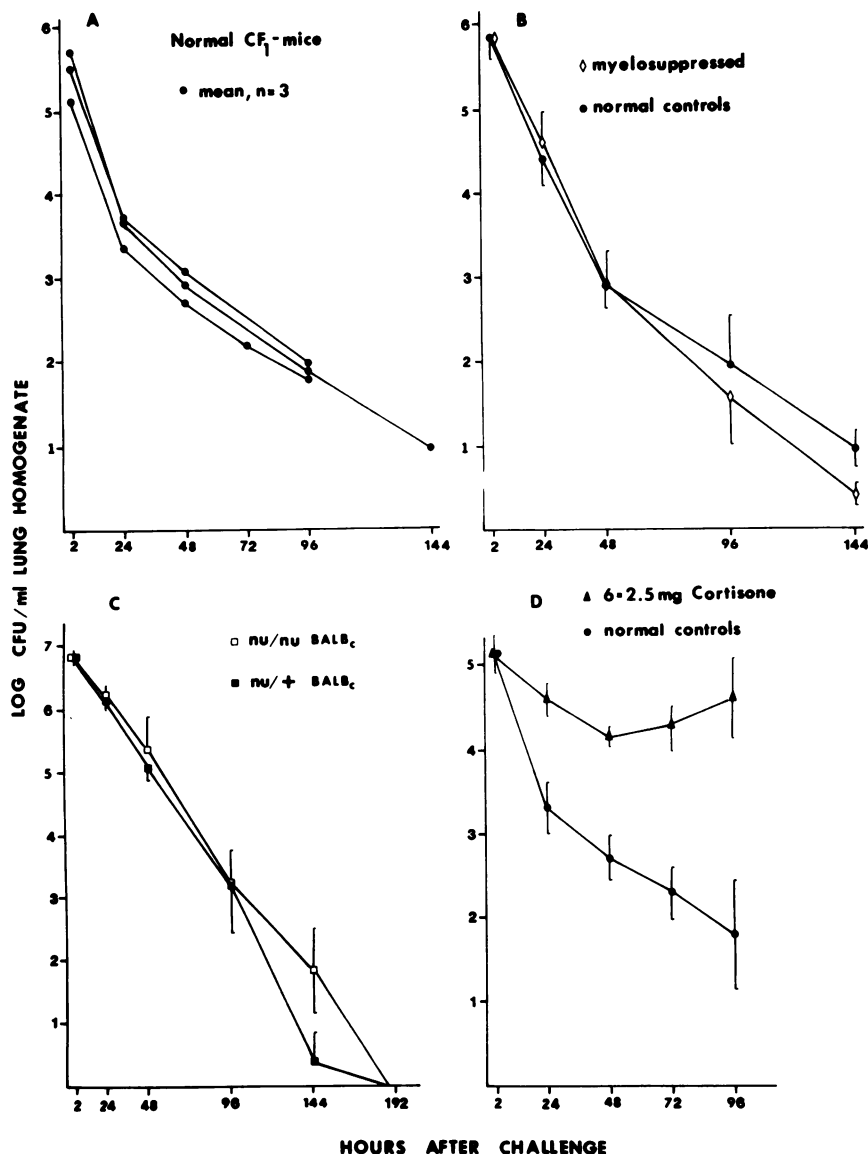 A
Normal CF1-mice
mean, n=3
6
5
4
3
2
1
2 24 48 72 96 144
B
myelosuppressed
normal controls
6
5
4
3
2
1
2 24 48 96 144
LOG CFU/ml LUNG HOMOGENATE
C
nu/nu BALBc
nu/+ BALBc
7
6
5
4
3
2
1
2 24 48 96 144 192
D
6=2.5mg Cortisone
normal controls
5
4
3
2
1
2 24 48 72 96
HOURS AFTER CHALLENGE